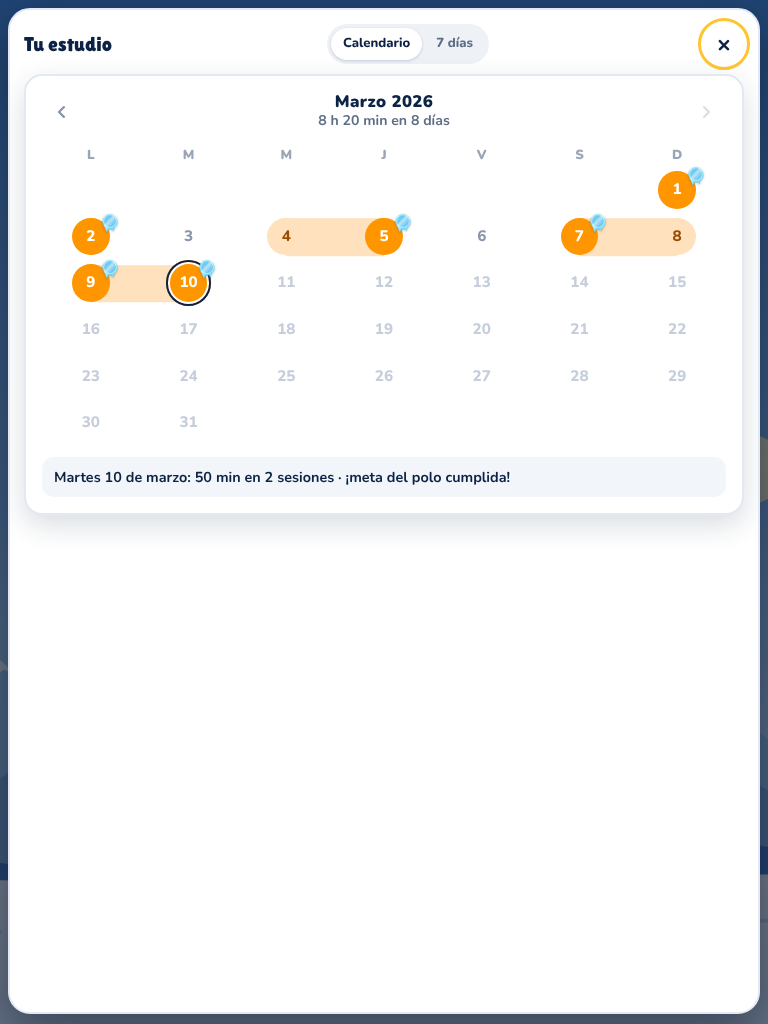 Tu estudio
Calendario 7 días
Marzo 2026
8 h 20 min en 8 días
L M M J V S D
1
2 3 4 5 6 7 8
9 10 11 12 13 14 15
16 17 18 19 20 21 22
23 24 25 26 27 28 29
30 31
Martes 10 de marzo: 50 min en 2 sesiones · ¡meta del polo cumplida!